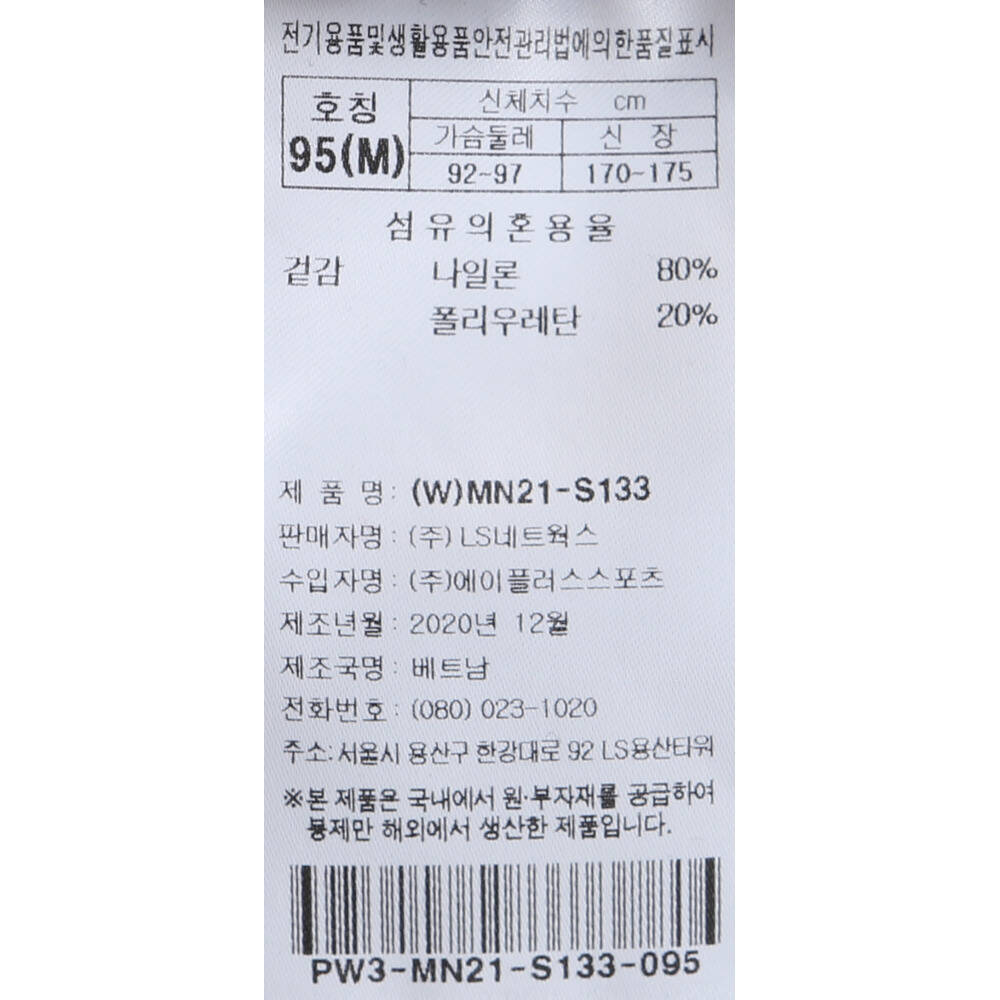 전기용품및생활용품안전관리법에의한품질표시
호칭 신체치수 cm
95(M) 가슴둘레 신 장
92~97 170~175
섬유의혼용율
겉감 나일론 80%
폴리우레탄 20%
제 품 명: (W)MN21-S133
판매자명: (주) LS네트웍스
수입자명: (주)에이플러스스포츠
제조년월: 2020년 12월
제조국명: 베트남
전화번호: (080) 023-1020
주소:서울시 용산구 한강대로 92 LS용산타워
※본 제품은 국내에서 원·부자재를 공급하여
봉제만 해외에서 생산한 제품입니다.
PW3-MN21-S133-095